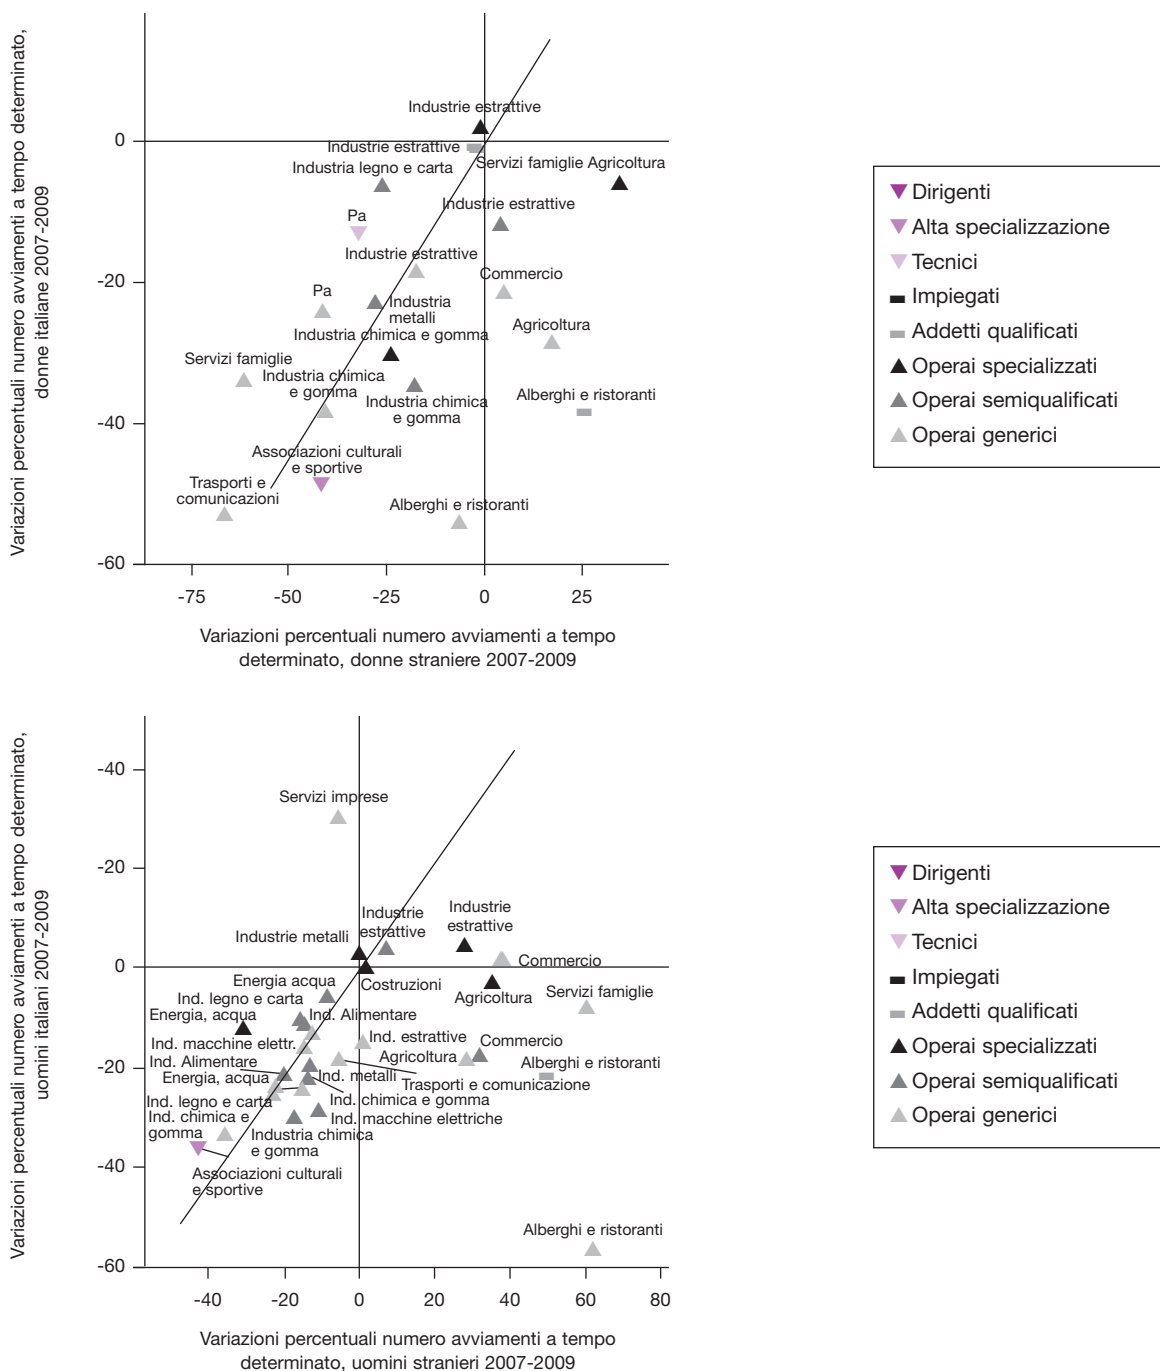 Variazioni percentuali numero avviamenti a tempo determinato,
donne italiane 2007-2009
0
-20
-40
-60
Industrie estrattive
Industrie estrattive
Industria legno e carta
Servizi famiglie Agricoltura
Pa
Industrie estrattive
Industrie estrattive
Commercio
Pa
Industria
metalli
Agricoltura
Industria chimica e gomma
Servizi famiglie
Industria chimica
e gomma
Industria chimica
e gomma
Alberghi e ristoranti
Associazioni culturali
e sportive
Trasporti e
comunicazioni
Alberghi e ristoranti
-75
-50
-25
0
25
Variazioni percentuali numero avviamenti a tempo
determinato, donne straniere 2007-2009
Dirigenti
Alta specializzazione
Tecnici
Impiegati
Addetti qualificati
Operai specializzati
Operai semiqualificati
Operai generici
Variazioni percentuali numero avviamenti a tempo determinato,
uomini italiani 2007-2009
-40
-20
0
-20
-40
-60
Servizi imprese
Industrie
estrattive
Industrie
estrattive
Industrie metalli
Commercio
Energia acqua
Costruzioni
Agricoltura
Servizi famiglie
Ind. legno e carta
Energia, acqua
Ind. Alimentare
Ind. macchine elettr.
Ind. estrattive
Commercio
Ind. Alimentare
Agricoltura
Alberghi e ristoranti
Energia, acqua
Ind. metalli
Trasporti e comunicazione
Ind. legno e carta
Ind. chimica e gomma
Ind. chimica e
gomma
Ind. macchine elettriche
Industria chimica
e gomma
Associazioni culturali
e sportive
Alberghi e ristoranti
-40
-20
0
20
40
60
80
Variazioni percentuali numero avviamenti a tempo
determinato, uomini stranieri 2007-2009
Dirigenti
Alta specializzazione
Tecnici
Impiegati
Addetti qualificati
Operai specializzati
Operai semiqualificati
Operai generici